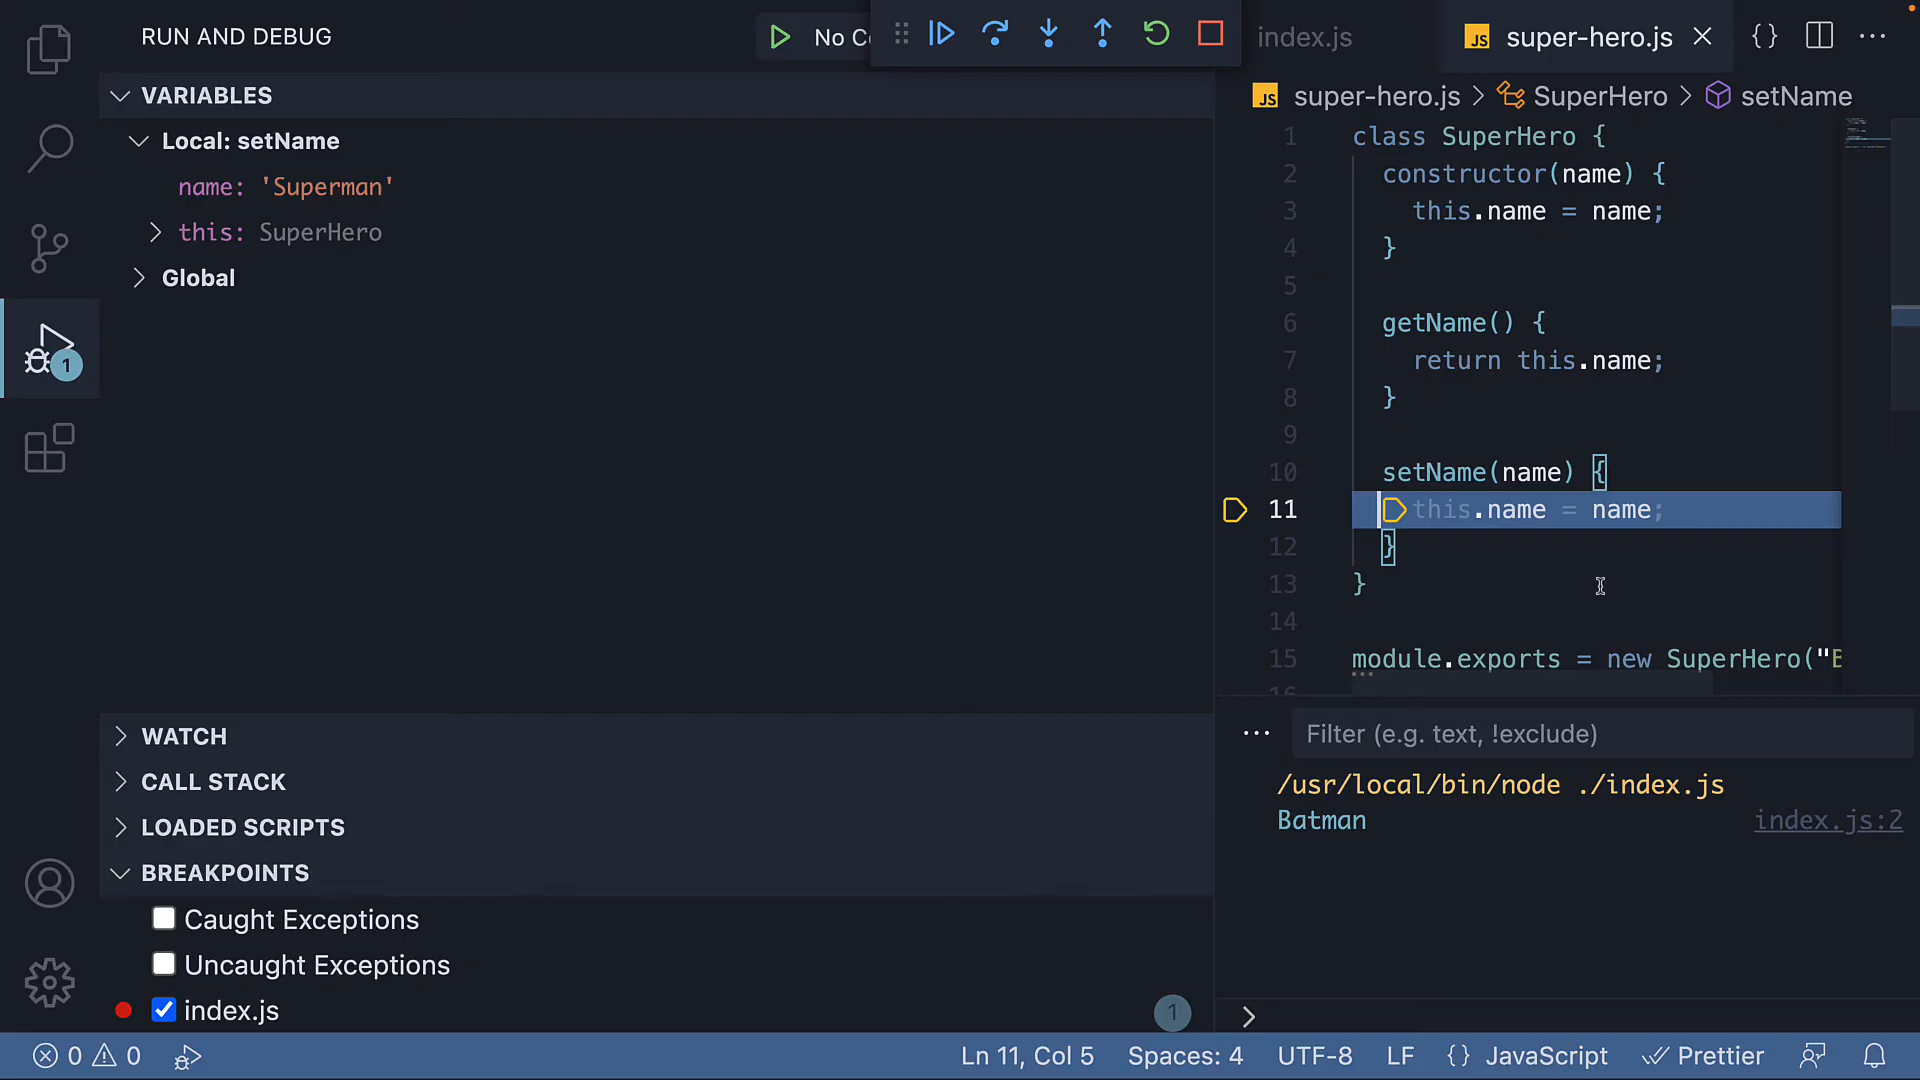 RUN AND DEBUG
No Co
index.js
JS super-hero.js
VARIABLES
JS super-hero.js > SuperHero > setName
Local: setName
name: 'Superman'
this: SuperHero
Global
1
1 class SuperHero {
2 constructor(name) {
3 this.name = name;
4 }
5
6 getName() {
7 return this.name;
8 }
9
10 setName(name) {
11 this.name = name;
12 }
13 }
14
15 module.exports = new SuperHero("B
16
WATCH
CALL STACK
LOADED SCRIPTS
BREAKPOINTS
Caught Exceptions
Uncaught Exceptions
index.js 1
Filter (e.g. text, !exclude)
/usr/local/bin/node ./index.js
Batman index.js:2
>
0 0 Ln 11, Col 5 Spaces: 4 UTF-8 LF {} JavaScript Prettier